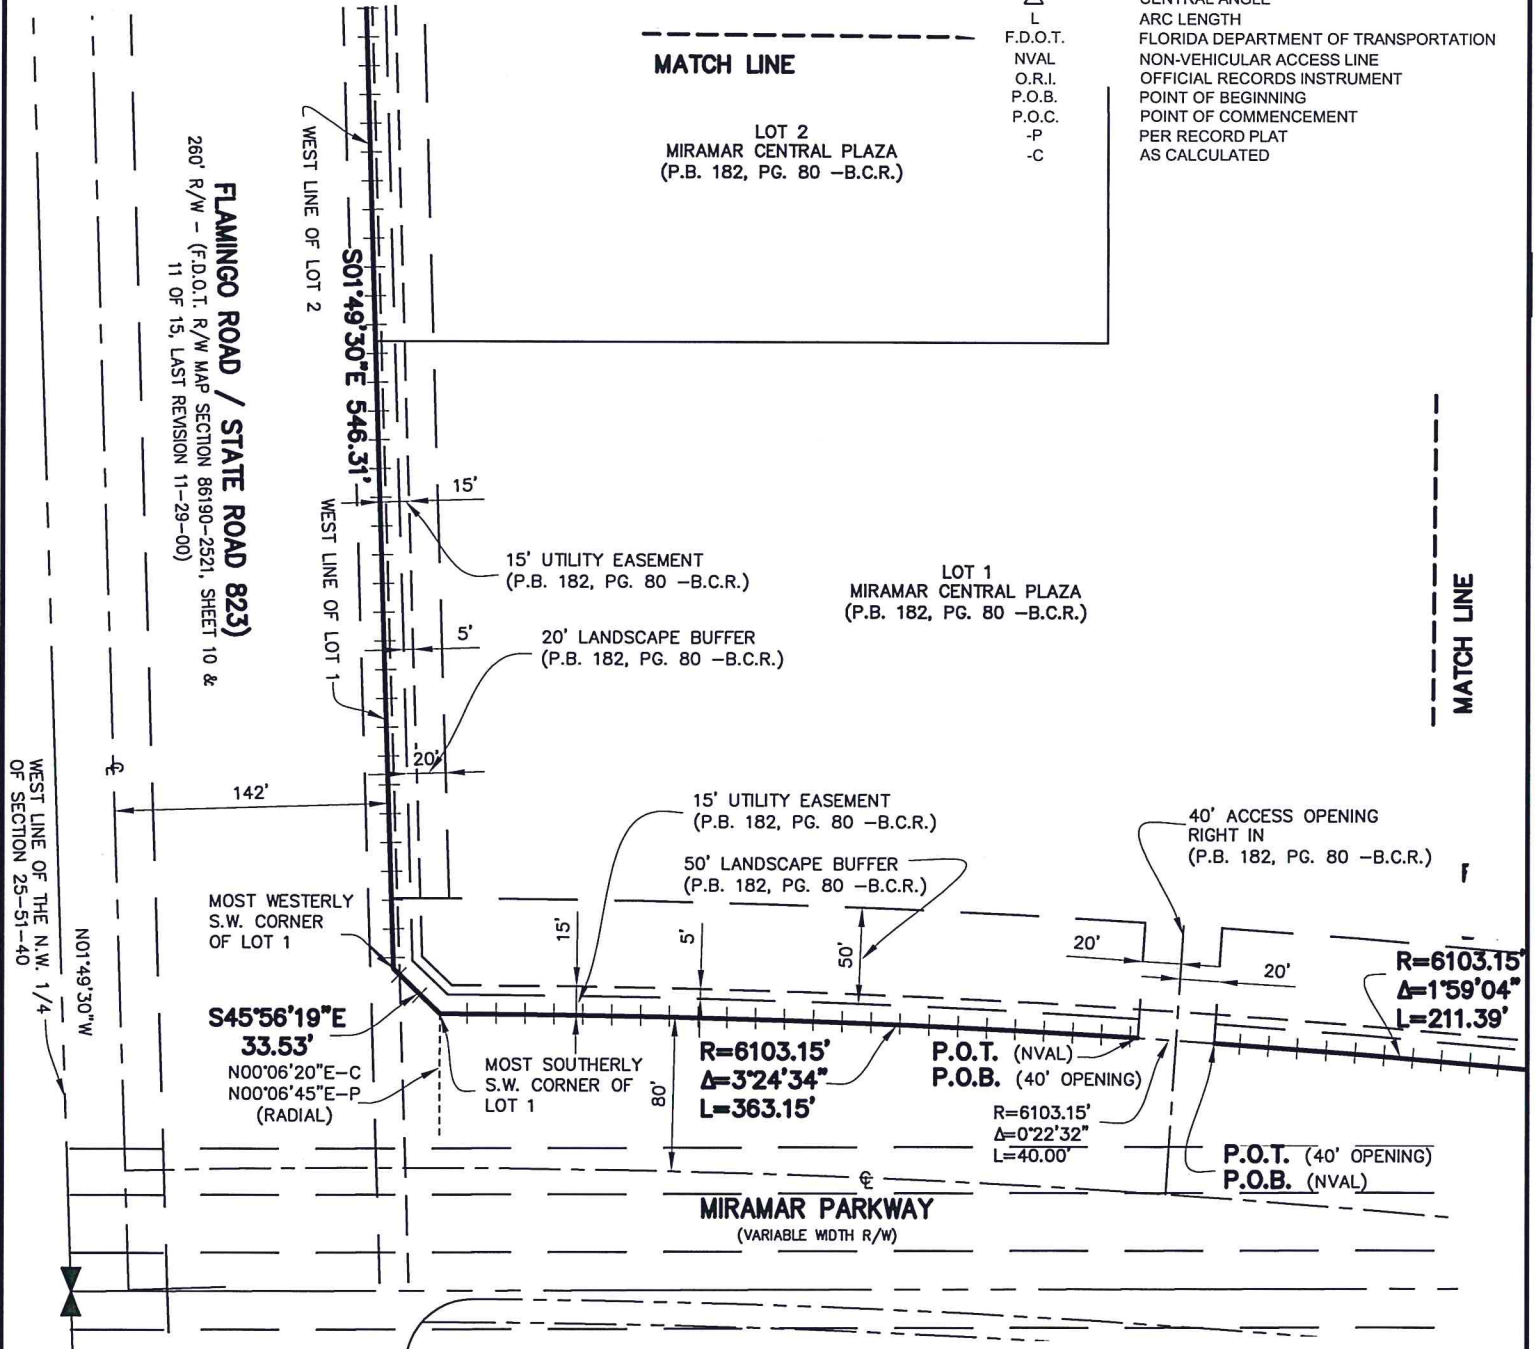 Δ CENTRAL ANGLE
L ARC LENGTH
F.D.O.T. FLORIDA DEPARTMENT OF TRANSPORTATION
NVAL NON-VEHICULAR ACCESS LINE
O.R.I. OFFICIAL RECORDS INSTRUMENT
P.O.B. POINT OF BEGINNING
P.O.C. POINT OF COMMENCEMENT
-P PER RECORD PLAT
-C AS CALCULATED
MATCH LINE
LOT 2
MIRAMAR CENTRAL PLAZA
(P.B. 182, PG. 80 -B.C.R.)
WEST LINE OF LOT 2
S01°49'30"E 546.31'
FLAMINGO ROAD / STATE ROAD 823)
260' R/W - (F.D.O.T. R/W MAP SECTION 86190-2521, SHEET 10 &
11 OF 15, LAST REVISION 11-29-00)
WEST LINE OF LOT 1
15'
15' UTILITY EASEMENT
(P.B. 182, PG. 80 -B.C.R.)
5'
20' LANDSCAPE BUFFER
(P.B. 182, PG. 80 -B.C.R.)
LOT 1
MIRAMAR CENTRAL PLAZA
(P.B. 182, PG. 80 -B.C.R.)
MATCH LINE
20'
142'
WEST LINE OF THE N.W. 1/4
OF SECTION 25-51-40
N01°49'30"W
15' UTILITY EASEMENT
(P.B. 182, PG. 80 -B.C.R.)
50' LANDSCAPE BUFFER
(P.B. 182, PG. 80 -B.C.R.)
40' ACCESS OPENING
RIGHT IN
(P.B. 182, PG. 80 -B.C.R.)
MOST WESTERLY
S.W. CORNER
OF LOT 1
15'
5'
50'
20'
20'
R=6103.15'
Δ=1°59'04"
L=211.39'
S45°56'19"E
33.53'
N00°06'20"E-C
N00°06'45"E-P
(RADIAL)
MOST SOUTHERLY
S.W. CORNER OF
LOT 1
80'
R=6103.15'
Δ=3°24'34"
L=363.15'
P.O.T. (NVAL)
P.O.B. (40' OPENING)
R=6103.15'
Δ=0°22'32"
L=40.00'
P.O.T. (40' OPENING)
P.O.B. (NVAL)
℄
MIRAMAR PARKWAY
(VARIABLE WIDTH R/W)